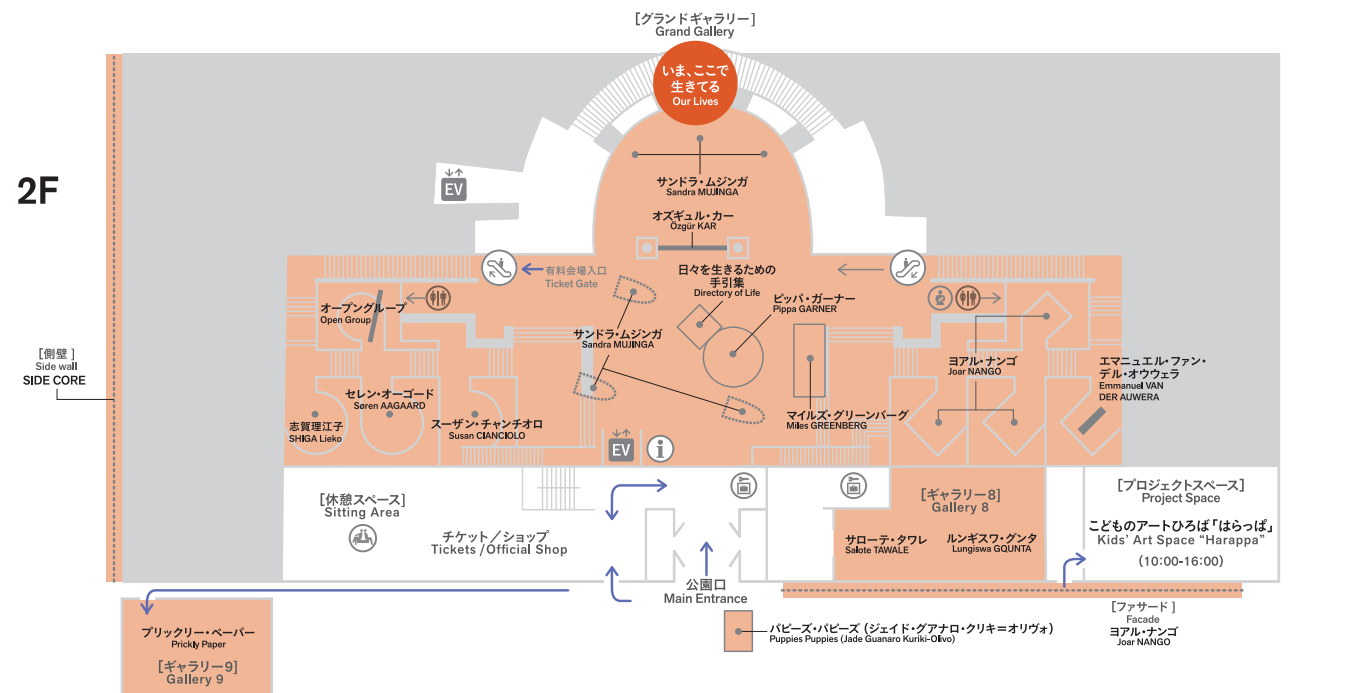 [グランドギャラリー]
Grand Gallery
いま、ここで
生きてる
Our Lives
2F
EV
サンドラ・ムジンガ
Sandra MUJINGA
オズギュル・カー
Özgür KAR
有料会場入口
Ticket Gate
日々を生きるための
手引集
Directory of Life
ピッパ・ガーナー
Pippa GARNER
オープングループ
Open Group
サンドラ・ムジンガ
Sandra MUJINGA
[側壁]
Side wall
SIDE CORE
ヨアル・ナンゴ
Joar NANGO
エマニュエル・ファン・
デル・オウウェラ
Emmanuel VAN
DER AUWERA
セレン・オーゴード
Søren AAGAARD
志賀理江子
SHIGA Lieko
スーザン・チャンチオロ
Susan CIANCIOLO
マイルズ・グリーンバーグ
Miles GREENBERG
EV
i
[休憩スペース]
Sitting Area
チケット／ショップ
Tickets /Official Shop
[ギャラリー8]
Gallery 8
サローテ・タワレ
Salote TAWALE
ルンギスワ・グンタ
Lungiswa GQUNTA
[プロジェクトスペース]
Project Space
こどものアートひろば「はらっぱ」
Kids' Art Space "Harappa"
(10:00-16:00)
公園口
Main Entrance
[ファサード]
Facade
ヨアル・ナンゴ
Joar NANGO
パピーズ・パピーズ (ジェイド・グアナロ・クリキ=オリヴォ)
Puppies Puppies (Jade Guanaro Kuriki-Olivo)
プリックリー・ペーパー
Prickly Paper
[ギャラリー9]
Gallery 9